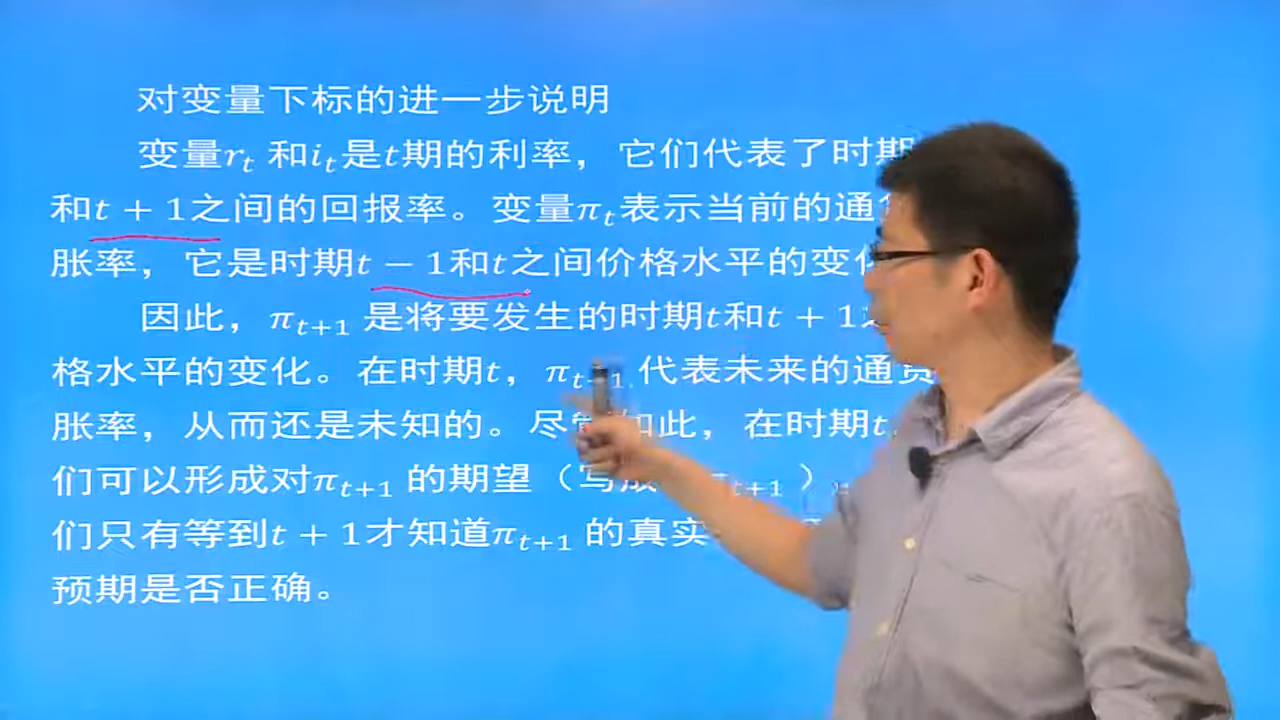 对变量下标的进一步说明
变量rₜ 和iₜ是t期的利率，它们代表了时期
和t + 1之间的回报率。变量πₜ表示当前的通
胀率，它是时期t − 1和t之间价格水平的变化
因此，πₜ₊₁ 是将要发生的时期t和t + 1
格水平的变化。在时期t，πₜ₊₁ 代表未来的通货
胀率，从而还是未知的。尽 如此，在时期t
们可以形成对πₜ₊₁ 的期望（写成 ₜ₊₁ ）
们只有等到t + 1才知道πₜ₊₁ 的真实
预期是否正确。